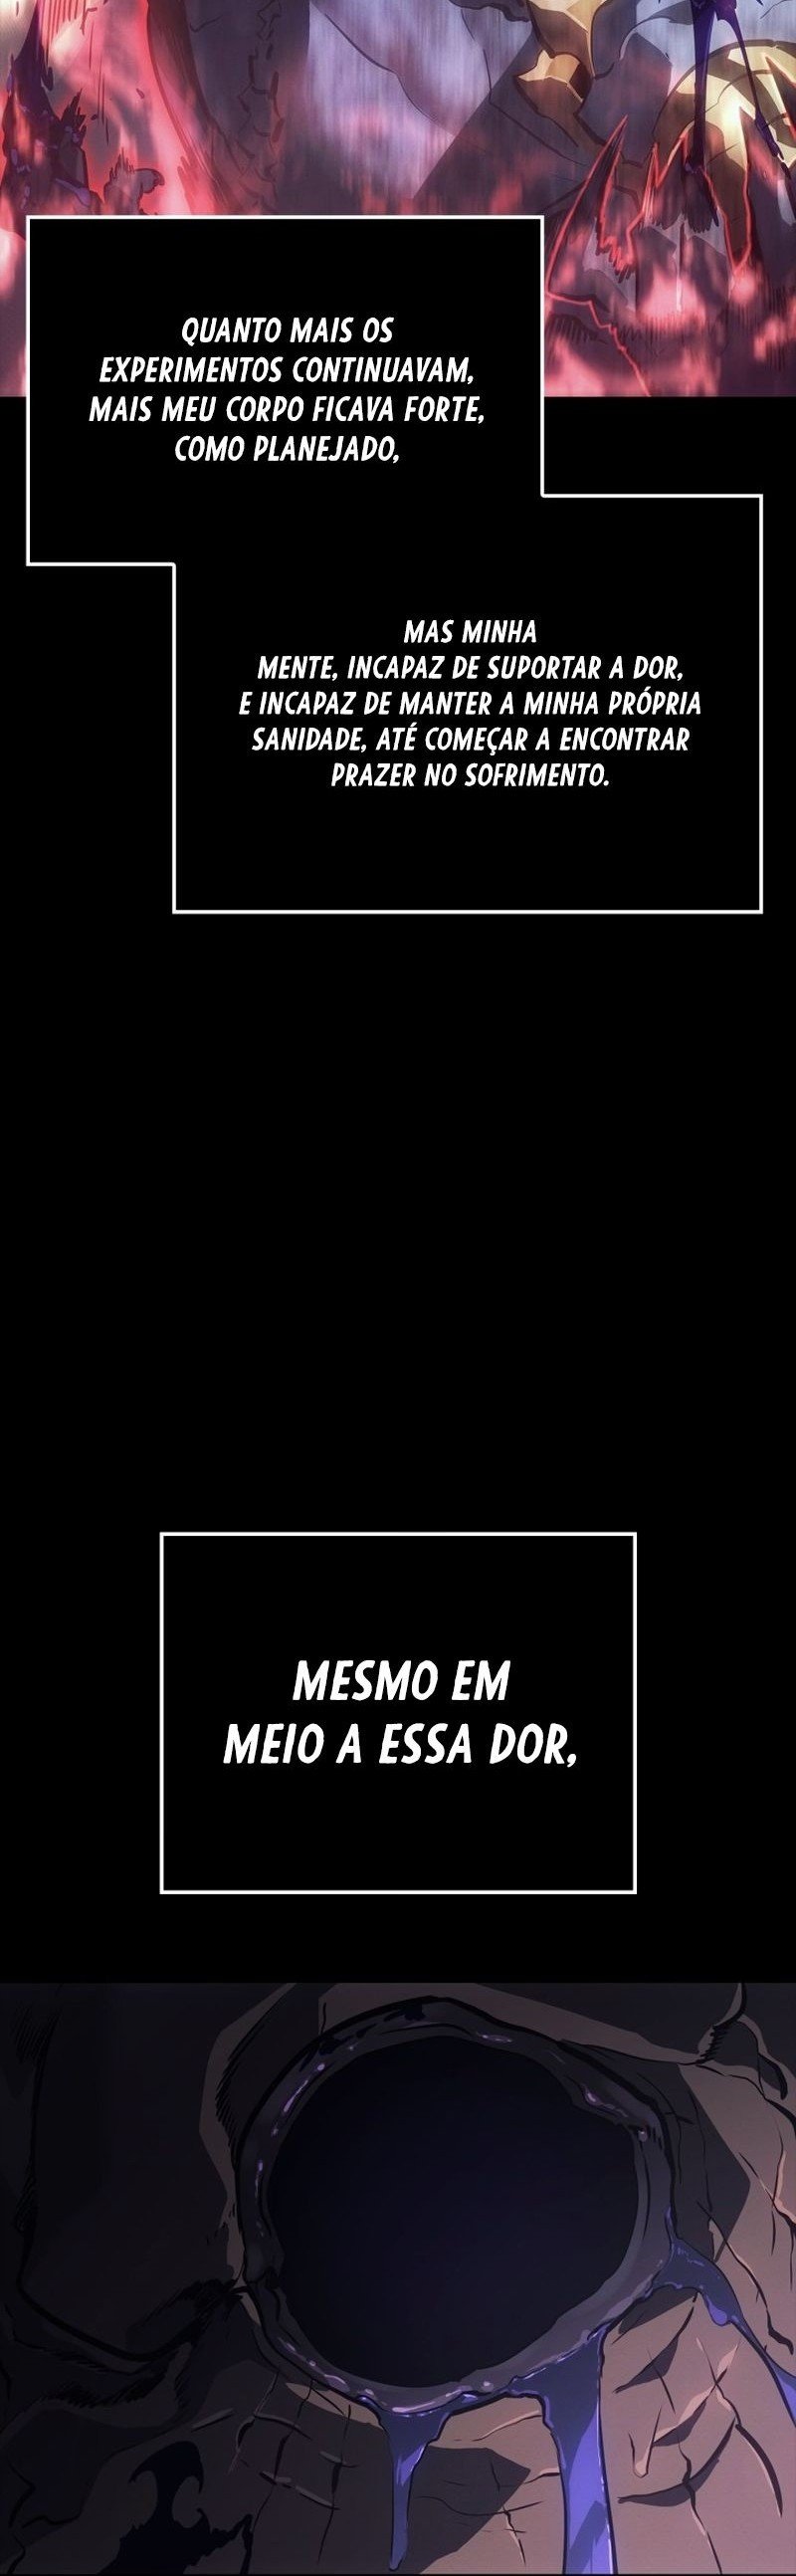 QUANTO MAIS OS
EXPERIMENTOS CONTINUAVAM,
MAIS MEU CORPO FICAVA FORTE,
COMO PLANEJADO,
MAS MINHA
MENTE, INCAPAZ DE SUPORTAR A DOR,
E INCAPAZ DE MANTER A MINHA PRÓPRIA
SANIDADE, ATÉ COMEÇAR A ENCONTRAR
PRAZER NO SOFRIMENTO.
MESMO EM
MEIO A ESSA DOR,